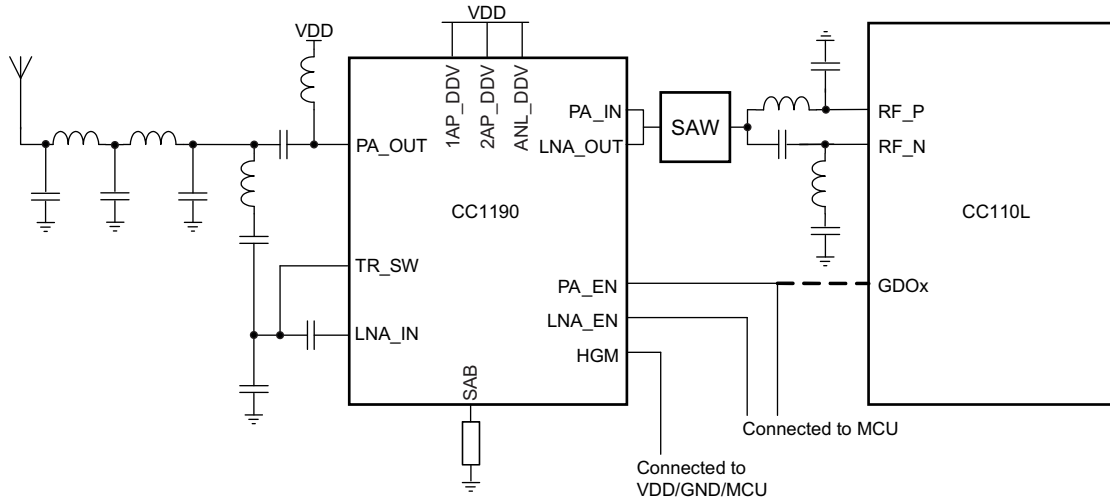 VDD
VDD
1AP_DDV
2AP_DDV
ANL_DDV
PA_OUT
PA_IN
LNA_OUT
SAW
RF_P
RF_N
CC1190
CC110L
TR_SW
PA_EN
GDOx
LNA_EN
LNA_IN
HGM
SAB
Connected to MCU
Connected to
VDD/GND/MCU